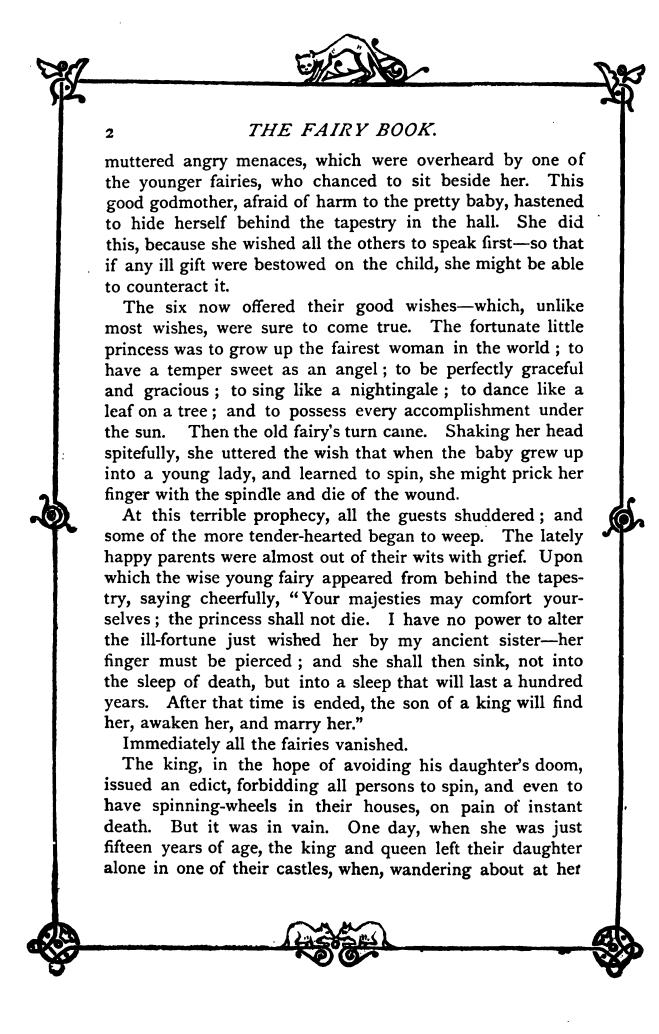 2 THE FAIRY BOOK.
muttered angry menaces, which were overheard by one of
the younger fairies, who chanced to sit beside her. This
good godmother, afraid of harm to the pretty baby, hastened
to hide herself behind the tapestry in the hall. She did
this, because she wished all the others to speak first—so that
if any ill gift were bestowed on the child, she might be able
to counteract it.
The six now offered their good wishes—which, unlike
most wishes, were sure to come true. The fortunate little
princess was to grow up the fairest woman in the world ; to
have a temper sweet as an angel ; to be perfectly graceful
and gracious ; to sing like a nightingale ; to dance like a
leaf on a tree ; and to possess every accomplishment under
the sun. Then the old fairy's turn came. Shaking her head
spitefully, she uttered the wish that when the baby grew up
into a young lady, and learned to spin, she might prick her
finger with the spindle and die of the wound.
At this terrible prophecy, all the guests shuddered ; and
some of the more tender-hearted began to weep. The lately
happy parents were almost out of their wits with grief. Upon
which the wise young fairy appeared from behind the tapes-
try, saying cheerfully, “Your majesties may comfort your-
selves ; the princess shall not die. I have no power to alter
the ill-fortune just wished her by my ancient sister—her
finger must be pierced ; and she shall then sink, not into
the sleep of death, but into a sleep that will last a hundred
years. After that time is ended, the son of a king will find
her, awaken her, and marry her.”
Immediately all the fairies vanished.
The king, in the hope of avoiding his daughter's doom,
issued an edict, forbidding all persons to spin, and even to
have spinning-wheels in their houses, on pain of instant
death. But it was in vain. One day, when she was just
fifteen years of age, the king and queen left their daughter
alone in one of their castles, when, wandering about at her